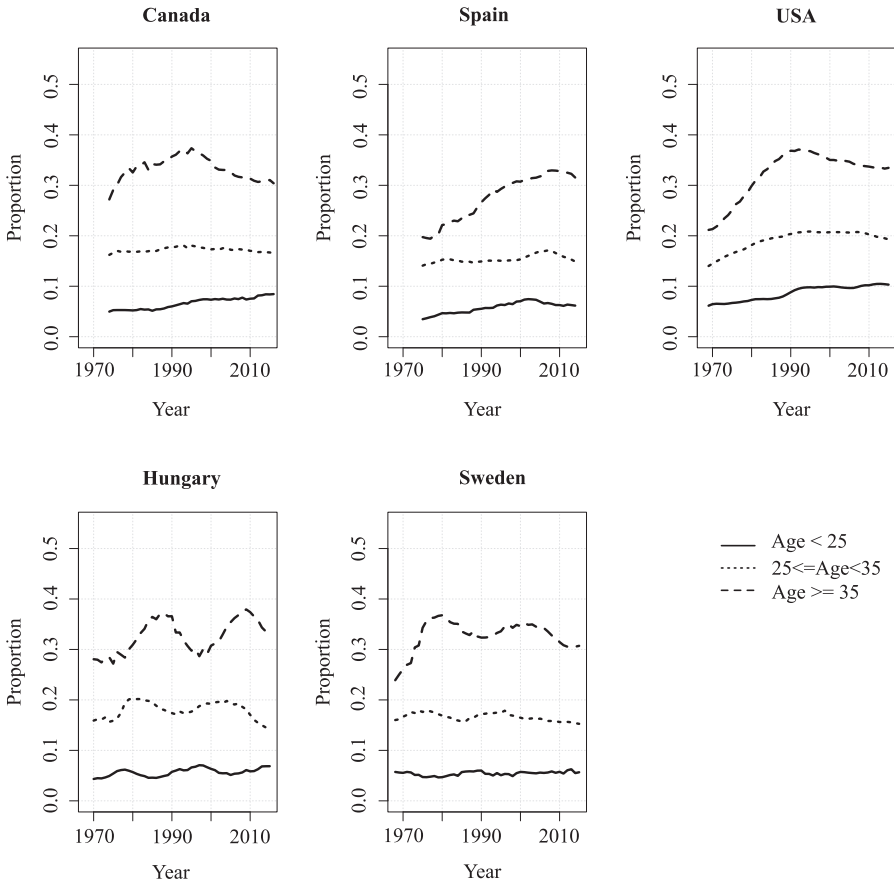 Canada
Spain
USA
Proportion
0.0 0.1 0.2 0.3 0.4 0.5
1970 1990 2010
Year
Proportion
0.0 0.1 0.2 0.3 0.4 0.5
1970 1990 2010
Year
Proportion
0.0 0.1 0.2 0.3 0.4 0.5
1970 1990 2010
Year
Hungary
Sweden
Proportion
0.0 0.1 0.2 0.3 0.4 0.5
1970 1990 2010
Year
Proportion
0.0 0.1 0.2 0.3 0.4 0.5
1970 1990 2010
Year
Age < 25
25<=Age<35
Age >= 35